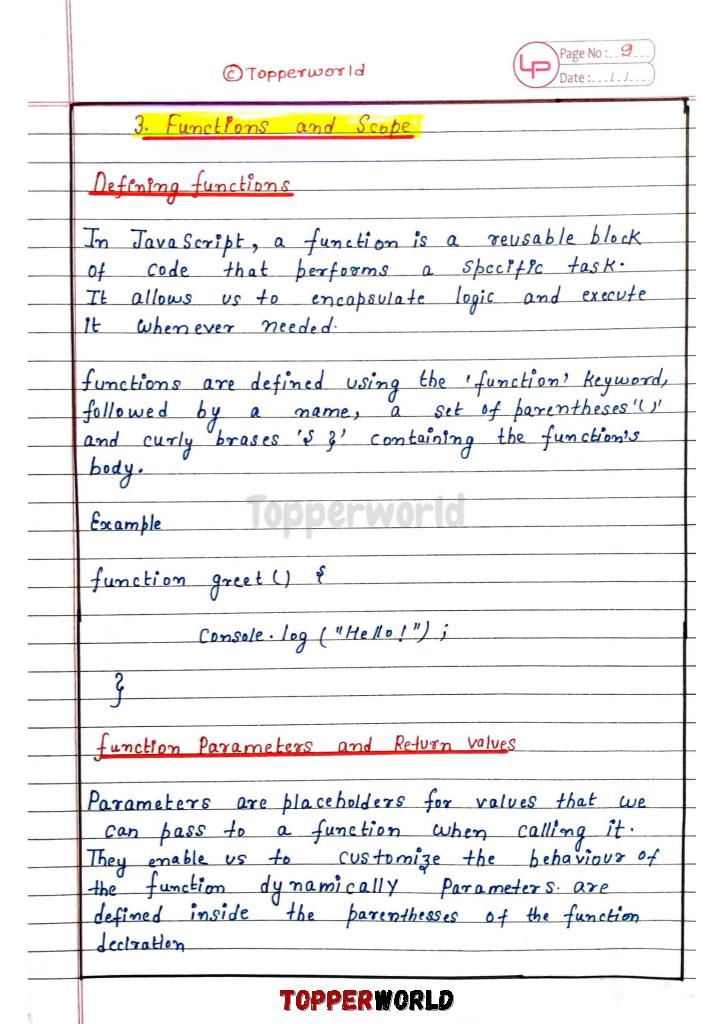 ©Topperworld
LP
Page No: 9
Date:
3. Functions and Scope
Defining functions
In JavaScript, a function is a reusable block
of code that performs a specific task.
It allows us to encapsulate logic and execute
it whenever needed.
functions are defined using the 'function' keyword,
followed by a name, a set of parentheses '()'
and curly brases '{ }' containing the function's
body.
Topperworld
Example
function greet() {
Console.log ("Hello!") ;
}
function Parameters and Return values
Parameters are placeholders for values that we
can pass to a function when calling it.
They enable us to customize the behaviour of
the function dynamically Parameters. are
defined inside the parenthesses of the function
declration
TOPPERWORLD